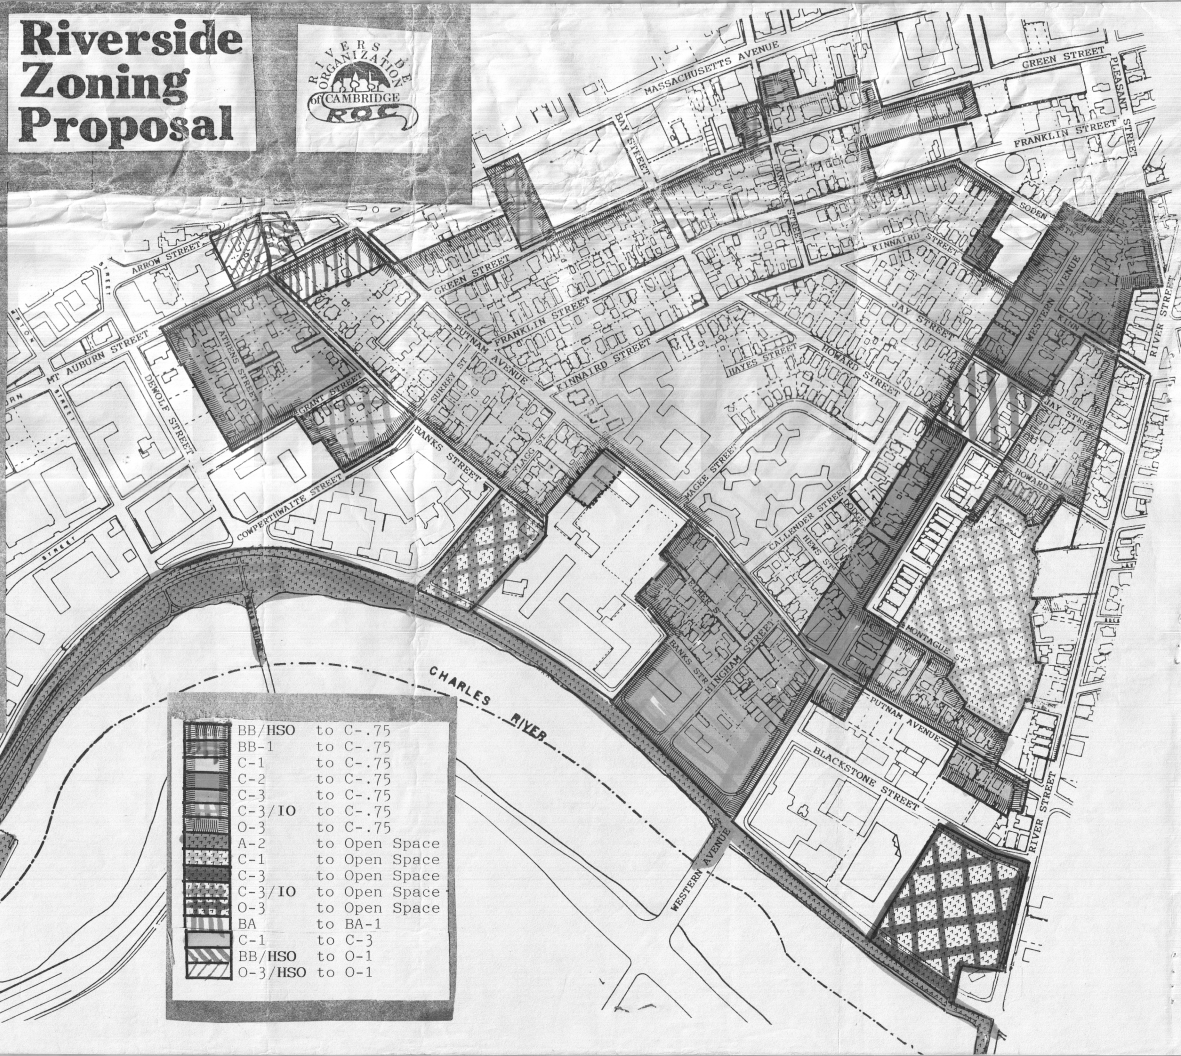 Riverside
Zoning
Proposal
RIVERSIDE
ORGANIZATION
of CAMBRIDGE
ROC
MASSACHUSETTS AVENUE
GREEN STREET
PLEASANT STREET
BAY STREET
FRANKLIN STREET
SODEN
ARROW STREET
KINNAIRD STREET
WESTERN AVENUE
GREEN STREET
RIVER STREET
MT AUBURN STREET
ATHENS STREET
PUTNAM AVENUE
FRANKLIN STREET
JAY STREET
KINNAIRD STREET
HAYES STREET
HOWARD STREET
DEWOLF STREET
GRANT STREET
SURREY ST
JAY STREET
BANKS STREET
HOWARD
MAGEE STREET
COWPERTHWAITE STREET
CALLENDER STREET
HEWS ST
STREET
MONTAGUE
BANKS STR
HINGHAM STREET
CHARLES RIVER
PUTNAM AVENUE
BLACKSTONE STREET
RIVER STREET
WESTERN AVENUE
BB/HSO to C-.75
BB-1 to C-.75
C-1 to C-.75
C-2 to C-.75
C-3 to C-.75
C-3/IO to C-.75
O-3 to C-.75
A-2 to Open Space
C-1 to Open Space
C-3 to Open Space
C-3/IO to Open Space
O-3 to Open Space
BA to BA-1
C-1 to C-3
BB/HSO to O-1
O-3/HSO to O-1